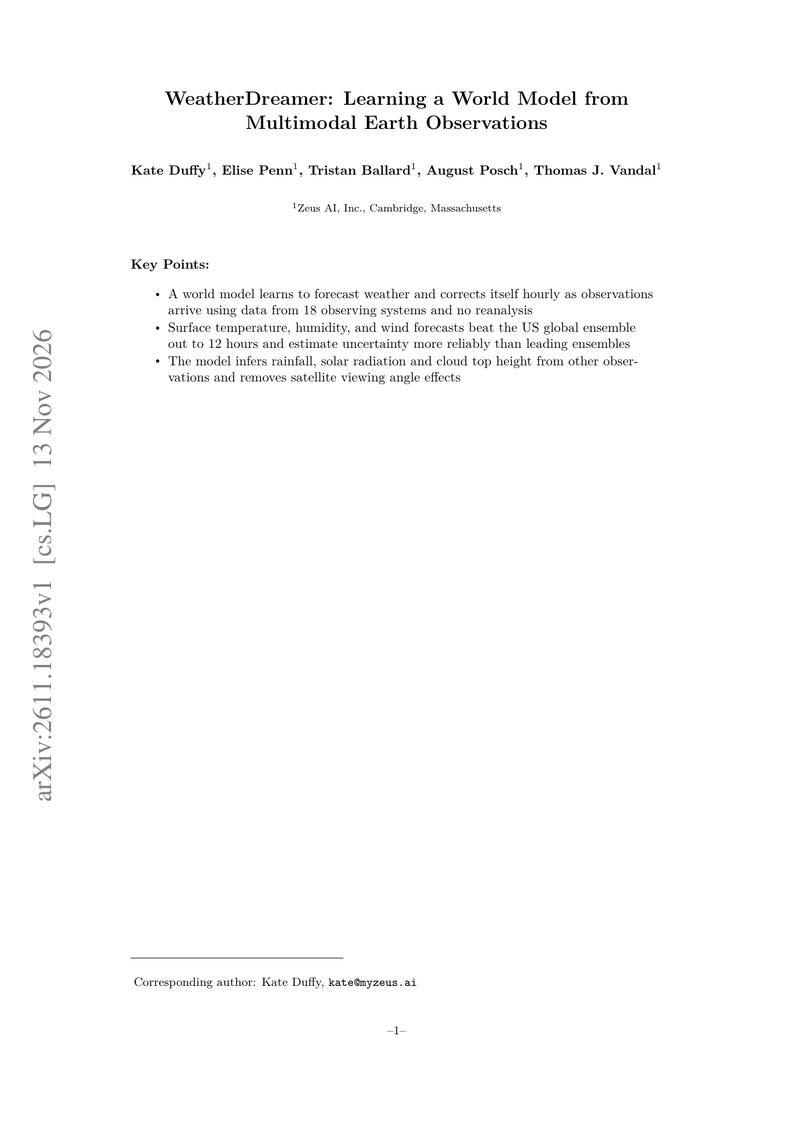 WeatherDreamer: Learning a World Model from
Multimodal Earth Observations
Kate Duffy1, Elise Penn1, Tristan Ballard1, August Posch1, Thomas J. Vandal1
1Zeus AI, Inc., Cambridge, Massachusetts
Key Points:
• A world model learns to forecast weather and corrects itself hourly as observations
arrive using data from 18 observing systems and no reanalysis
• Surface temperature, humidity, and wind forecasts beat the US global ensemble
out to 12 hours and estimate uncertainty more reliably than leading ensembles
• The model infers rainfall, solar radiation and cloud top height from other obser-
vations and removes satellite viewing angle effects
arXiv:2611.18393v1 [cs.LG] 13 Nov 2026
Corresponding author: Kate Duffy, kate@myzeus.ai
–1–